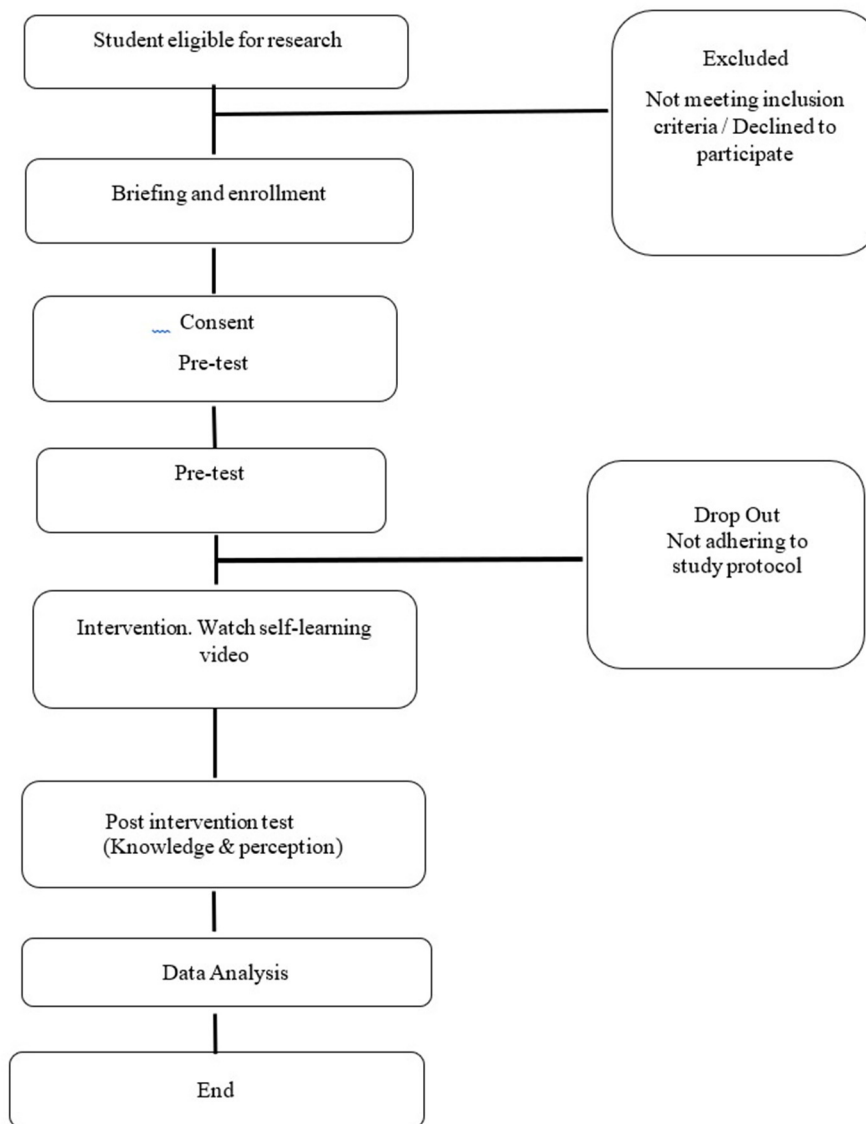 Student eligible for research
Excluded
Not meeting inclusion
criteria / Declined to
participate
Briefing and enrollment
Consent
Pre-test
Pre-test
Drop Out
Not adhering to
study protocol
Intervention. Watch self-learning
video
Post intervention test
(Knowledge & perception)
Data Analysis
End